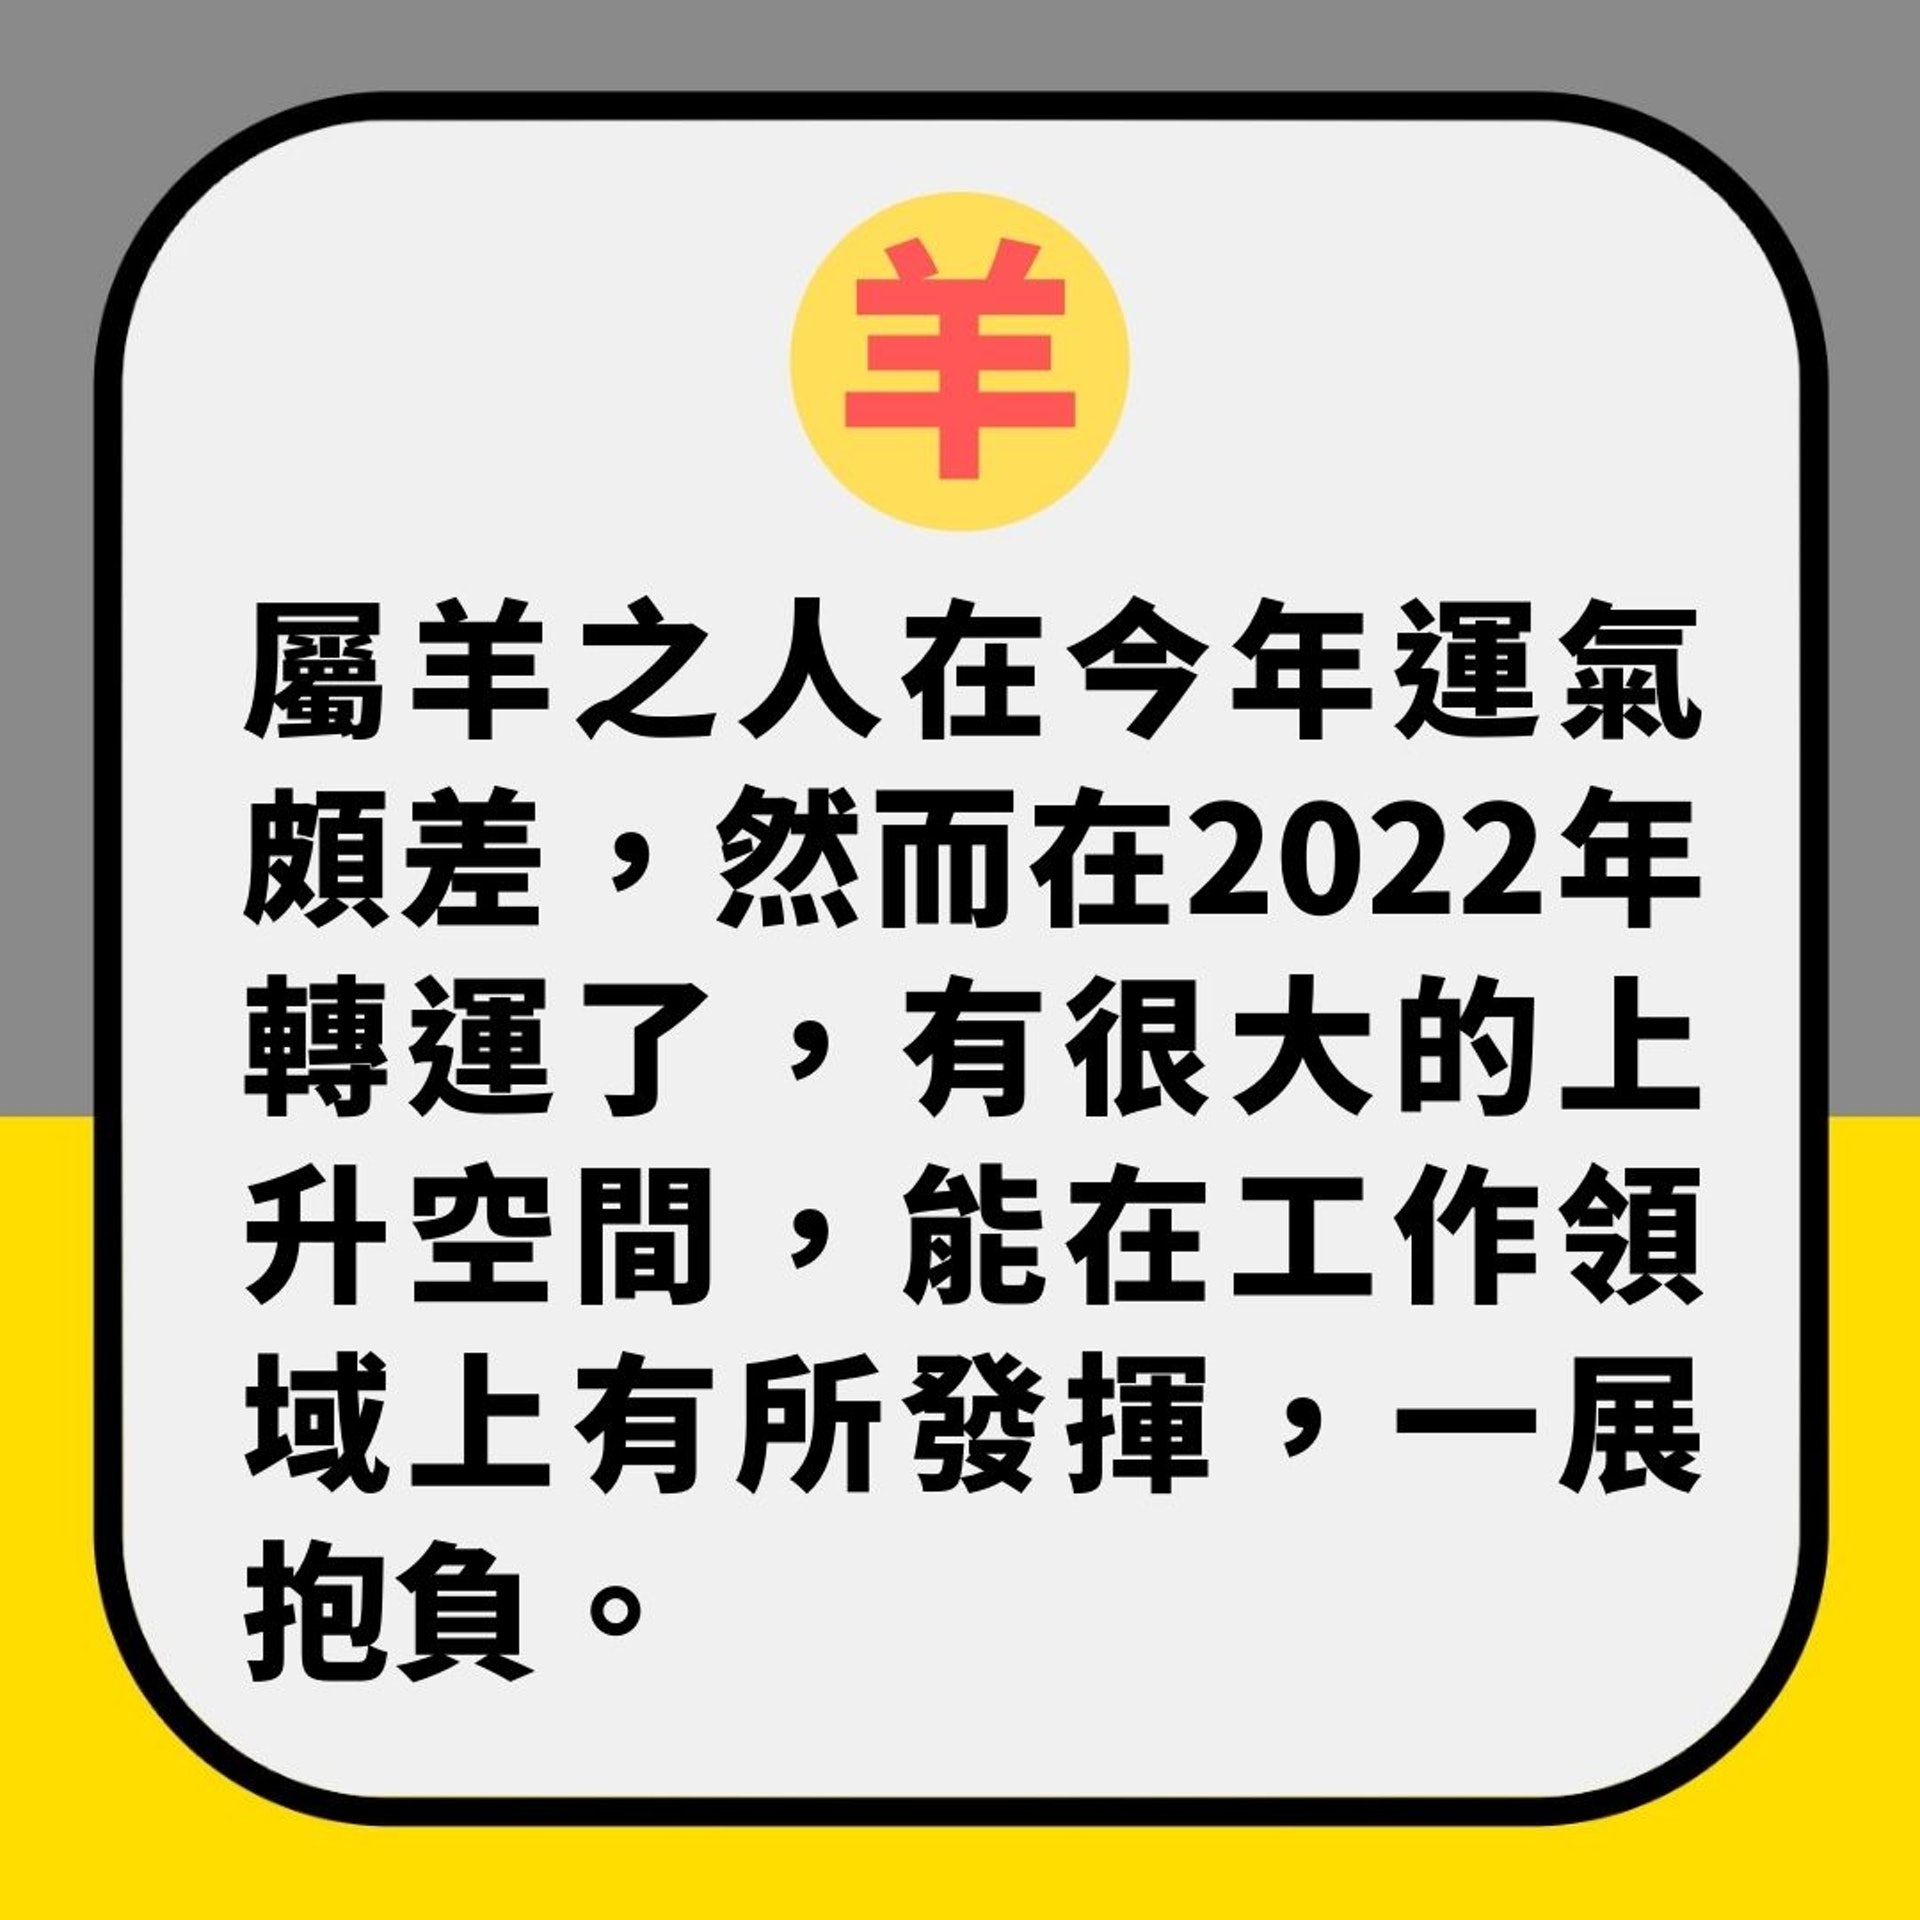 羊
屬羊之人在今年運氣
頗差，然而在2022年
轉運了，有很大的上
升空間，能在工作領
域上有所發揮，一展
抱負。